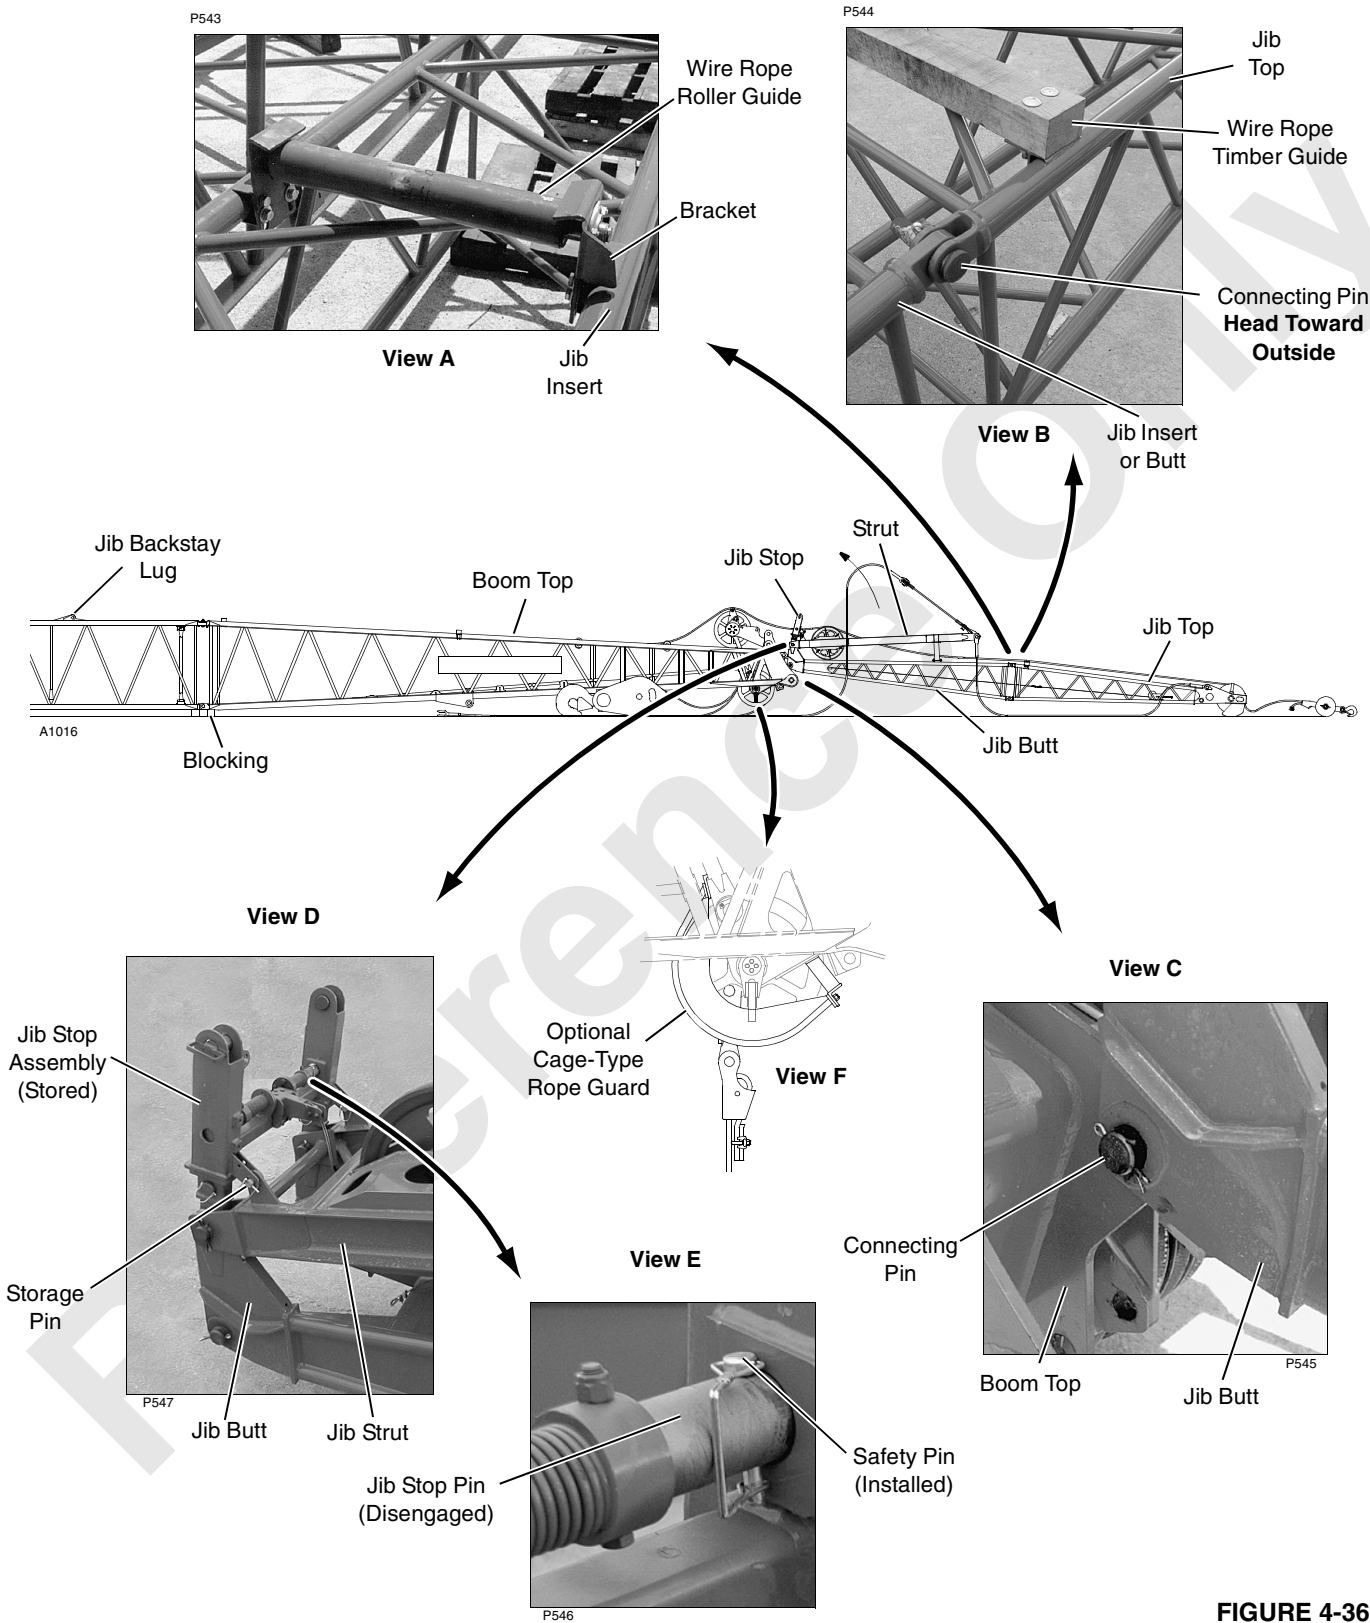 P543
Wire Rope
Roller Guide
Bracket
View A
Jib
Insert
P544
Jib
Top
Wire Rope
Timber Guide
Connecting Pin
Head Toward
Outside
View B
Jib Insert
or Butt
Jib Backstay
Lug
Boom Top
Jib Stop
Strut
Jib Top
A1016
Blocking
Jib Butt
View D
Jib Stop
Assembly
(Stored)
Storage
Pin
P547
Jib Butt
Jib Strut
Optional
Cage-Type
Rope Guard
View F
View C
Connecting
Pin
Boom Top
Jib Butt
P545
View E
Jib Stop Pin
(Disengaged)
Safety Pin
(Installed)
P546
FIGURE 4-36
Reference Only